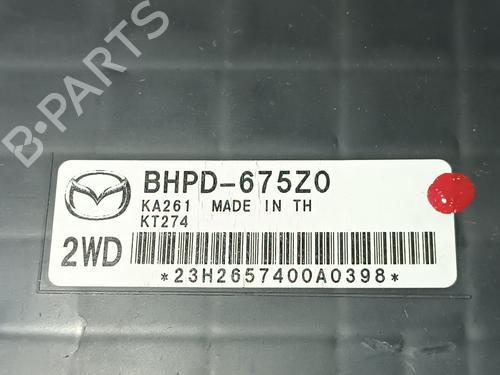 B-PARTS
BHPD-675Z0
KA261 MADE IN TH
KT274
2WD
*23H2657400A0398*